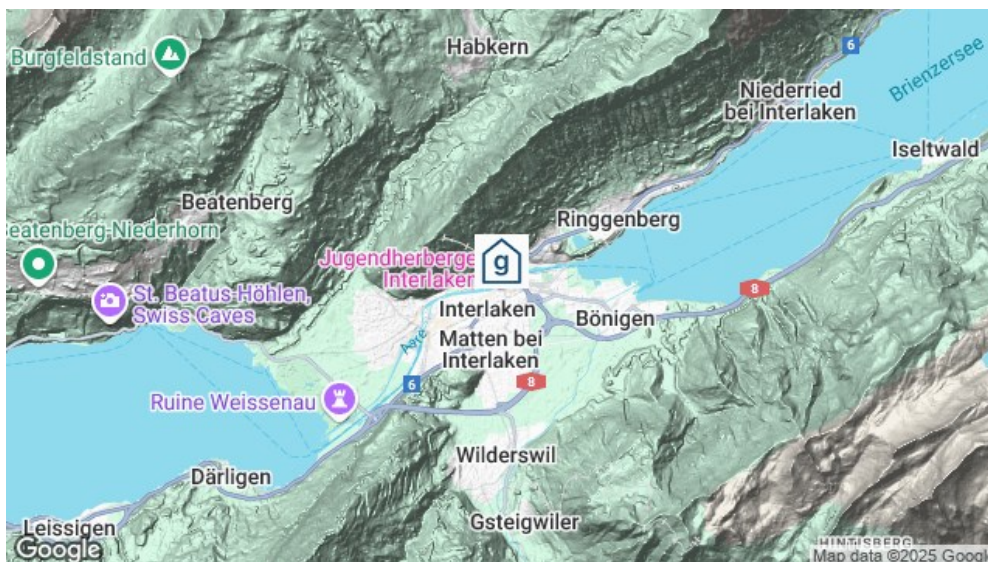 Habkern
6
Burgfeldstand
Brienzersee
Niederried
bei Interlaken
Iseltwald
Beatenberg
Ringgenberg
Beatenberg-Niederhorn
Jugendherberge
Interlaken
g
St. Beatus-Höhlen,
Swiss Caves
8
Interlaken
Bönigen
Aare
Matten bei
Interlaken
6
8
Ruine Weissenau
Wilderswil
Därligen
Leissigen
Gsteigwiler
HINTISBERG
Google
Map data ©2025 Google